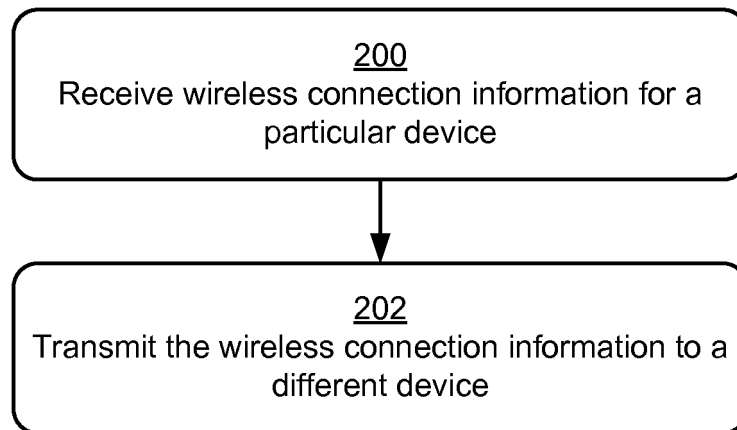 200
Receive wireless connection information for a
particular device
202
Transmit the wireless connection information to a
different device